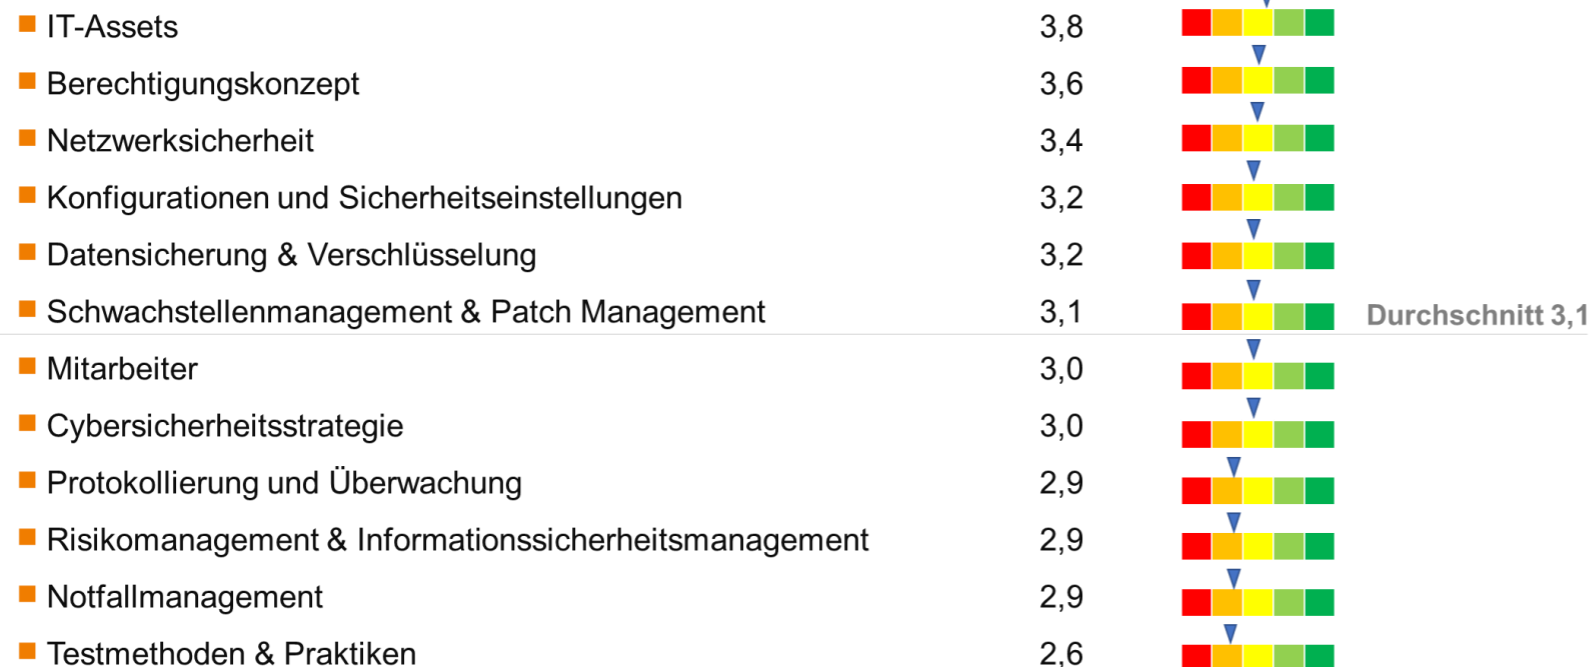 IT-Assets 3,8
Berechtigungskonzept 3,6
Netzwerksicherheit 3,4
Konfigurationen und Sicherheitseinstellungen 3,2
Datensicherung & Verschlüsselung 3,2
Schwachstellenmanagement & Patch Management 3,1 Durchschnitt 3,1
Mitarbeiter 3,0
Cybersicherheitsstrategie 3,0
Protokollierung und Überwachung 2,9
Risikomanagement & Informationssicherheitsmanagement 2,9
Notfallmanagement 2,9
Testmethoden & Praktiken 2,6